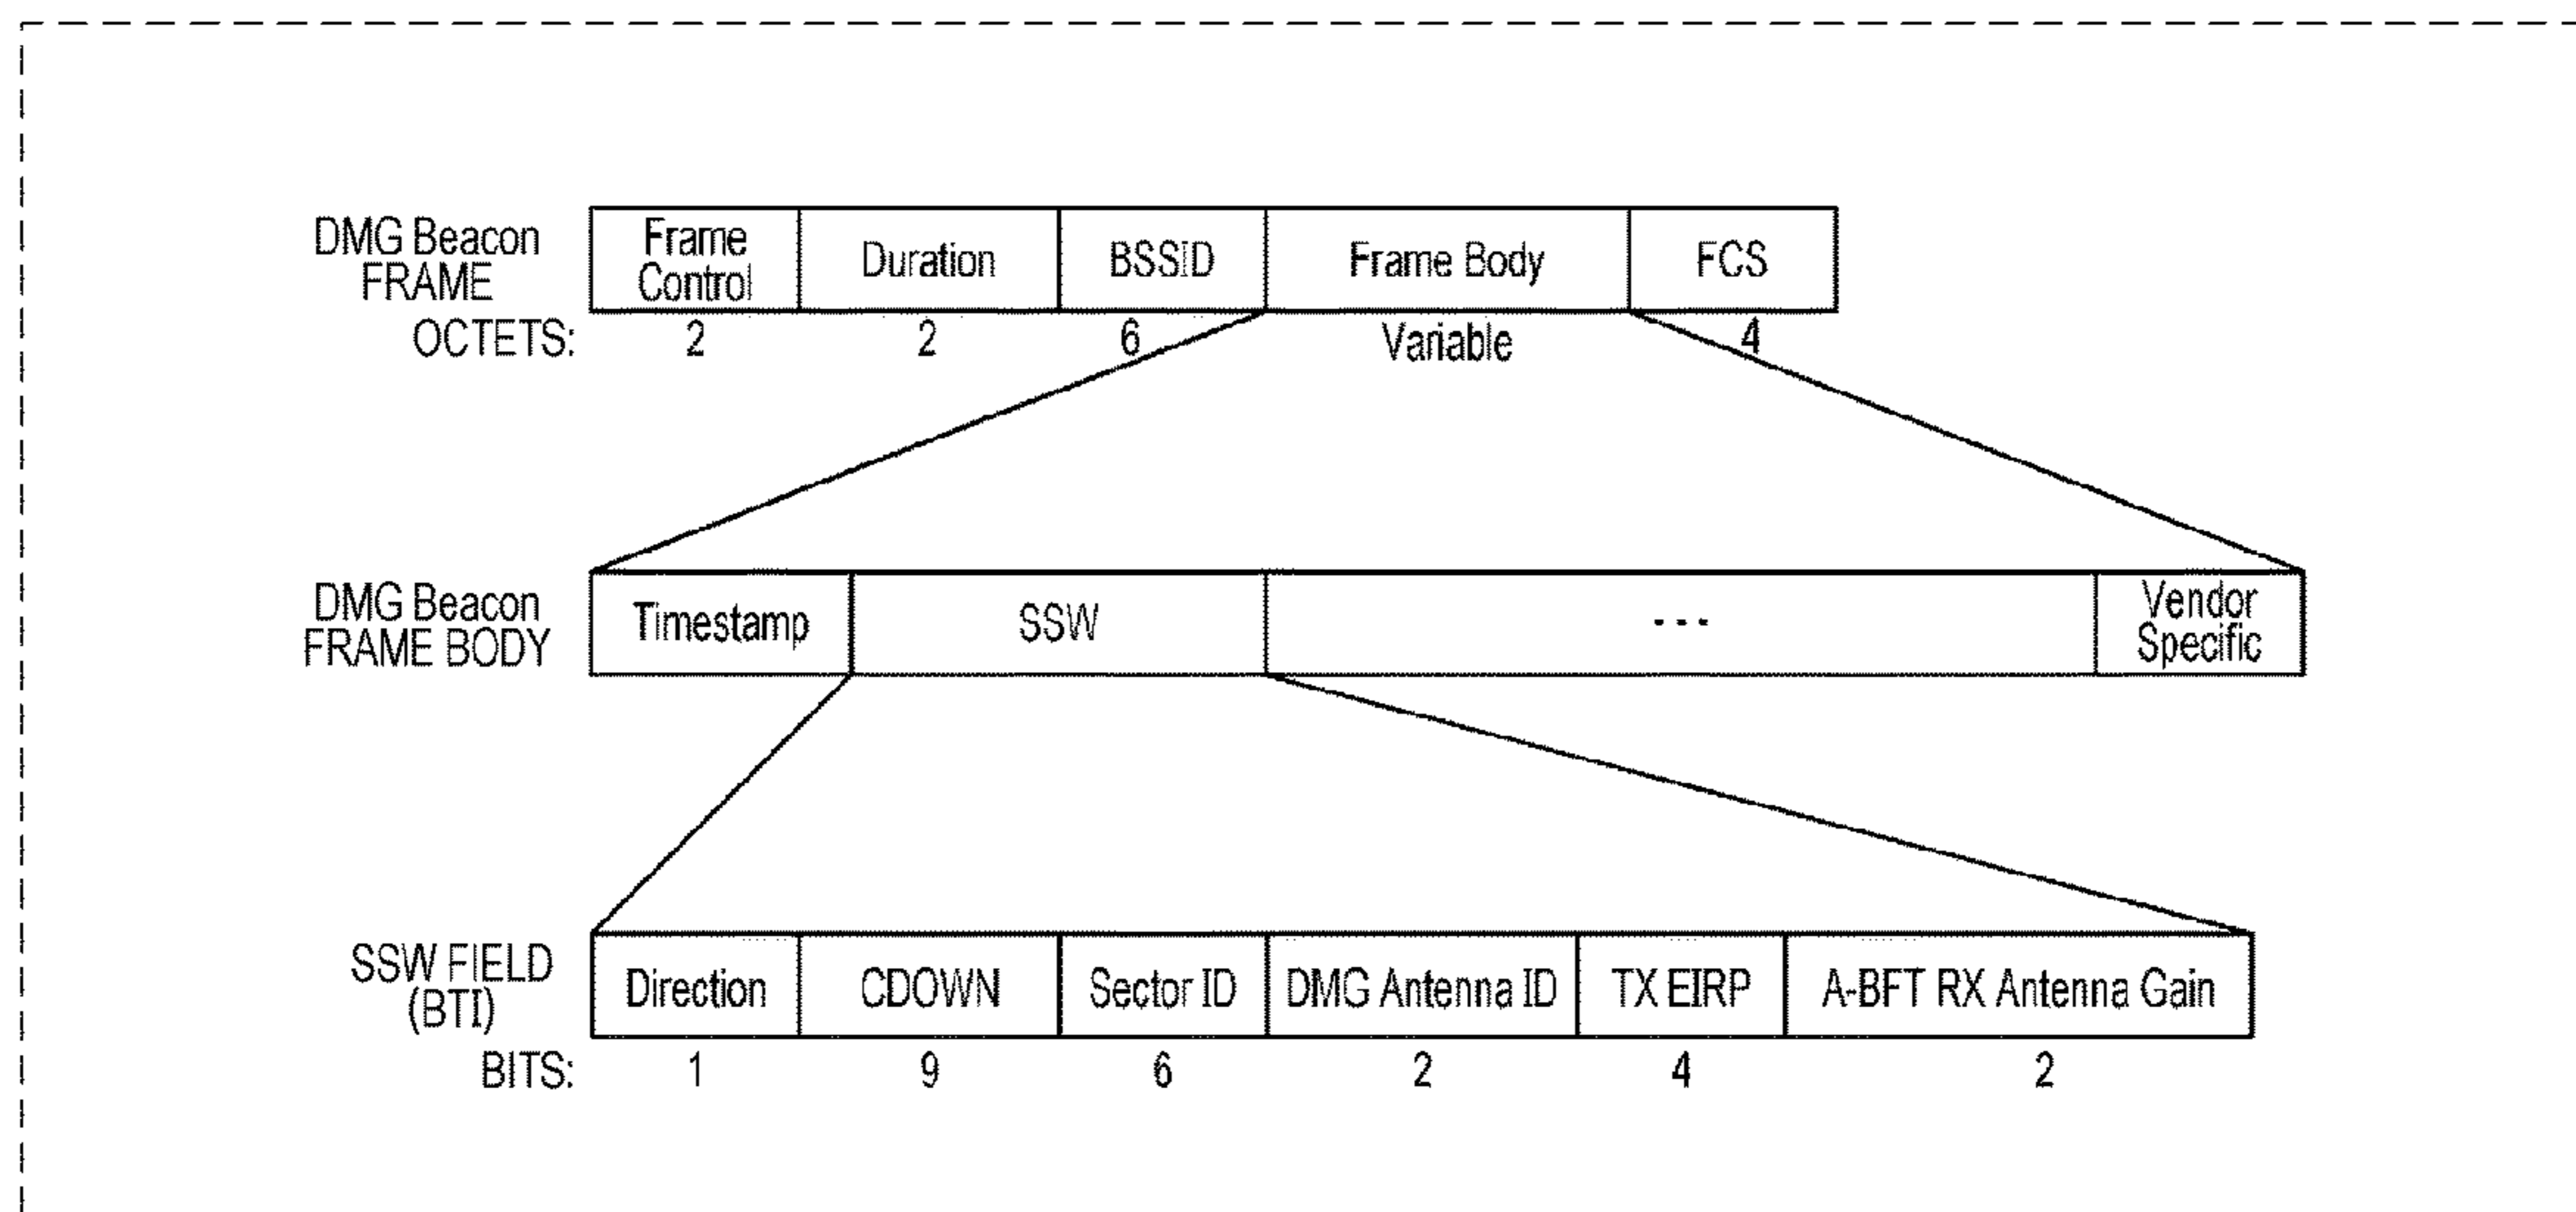 DMG Beacon
FRAME
Frame
Control
Duration
BSSID
Frame Body
FCS
OCTETS:
2
2
6
Variable
4
DMG Beacon
FRAME BODY
Timestamp
SSW
...
Vendor
Specific
SSW FIELD
(BTI)
Direction
CDOWN
Sector ID
DMG Antenna ID
TX EIRP
A-BFT RX Antenna Gain
BITS:
1
9
6
2
4
2